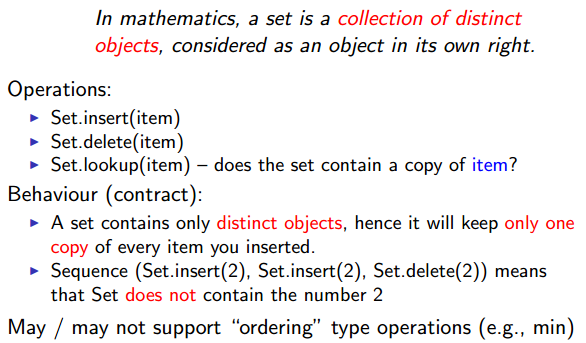 In mathematics, a set is a collection of distinct
objects, considered as an object in its own right.
Operations:
▶ Set.insert(item)
▶ Set.delete(item)
▶ Set.lookup(item) – does the set contain a copy of item?
Behaviour (contract):
▶ A set contains only distinct objects, hence it will keep only one
copy of every item you inserted.
▶ Sequence (Set.insert(2), Set.insert(2), Set.delete(2)) means
that Set does not contain the number 2
May / may not support “ordering” type operations (e.g., min)